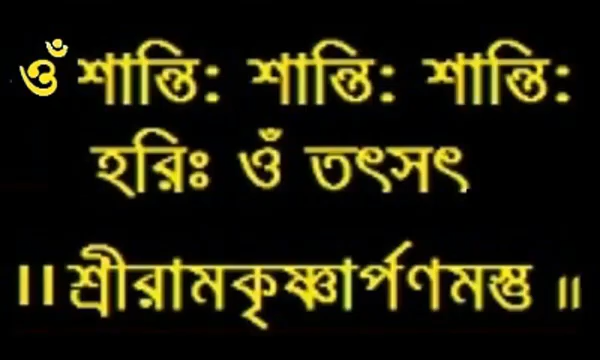 ওঁ শান্তি: শান্তি: শান্তি:
হরিঃ ওঁ তৎসৎ
।। শ্রীরামকৃষ্ণার্পণমস্তু ॥